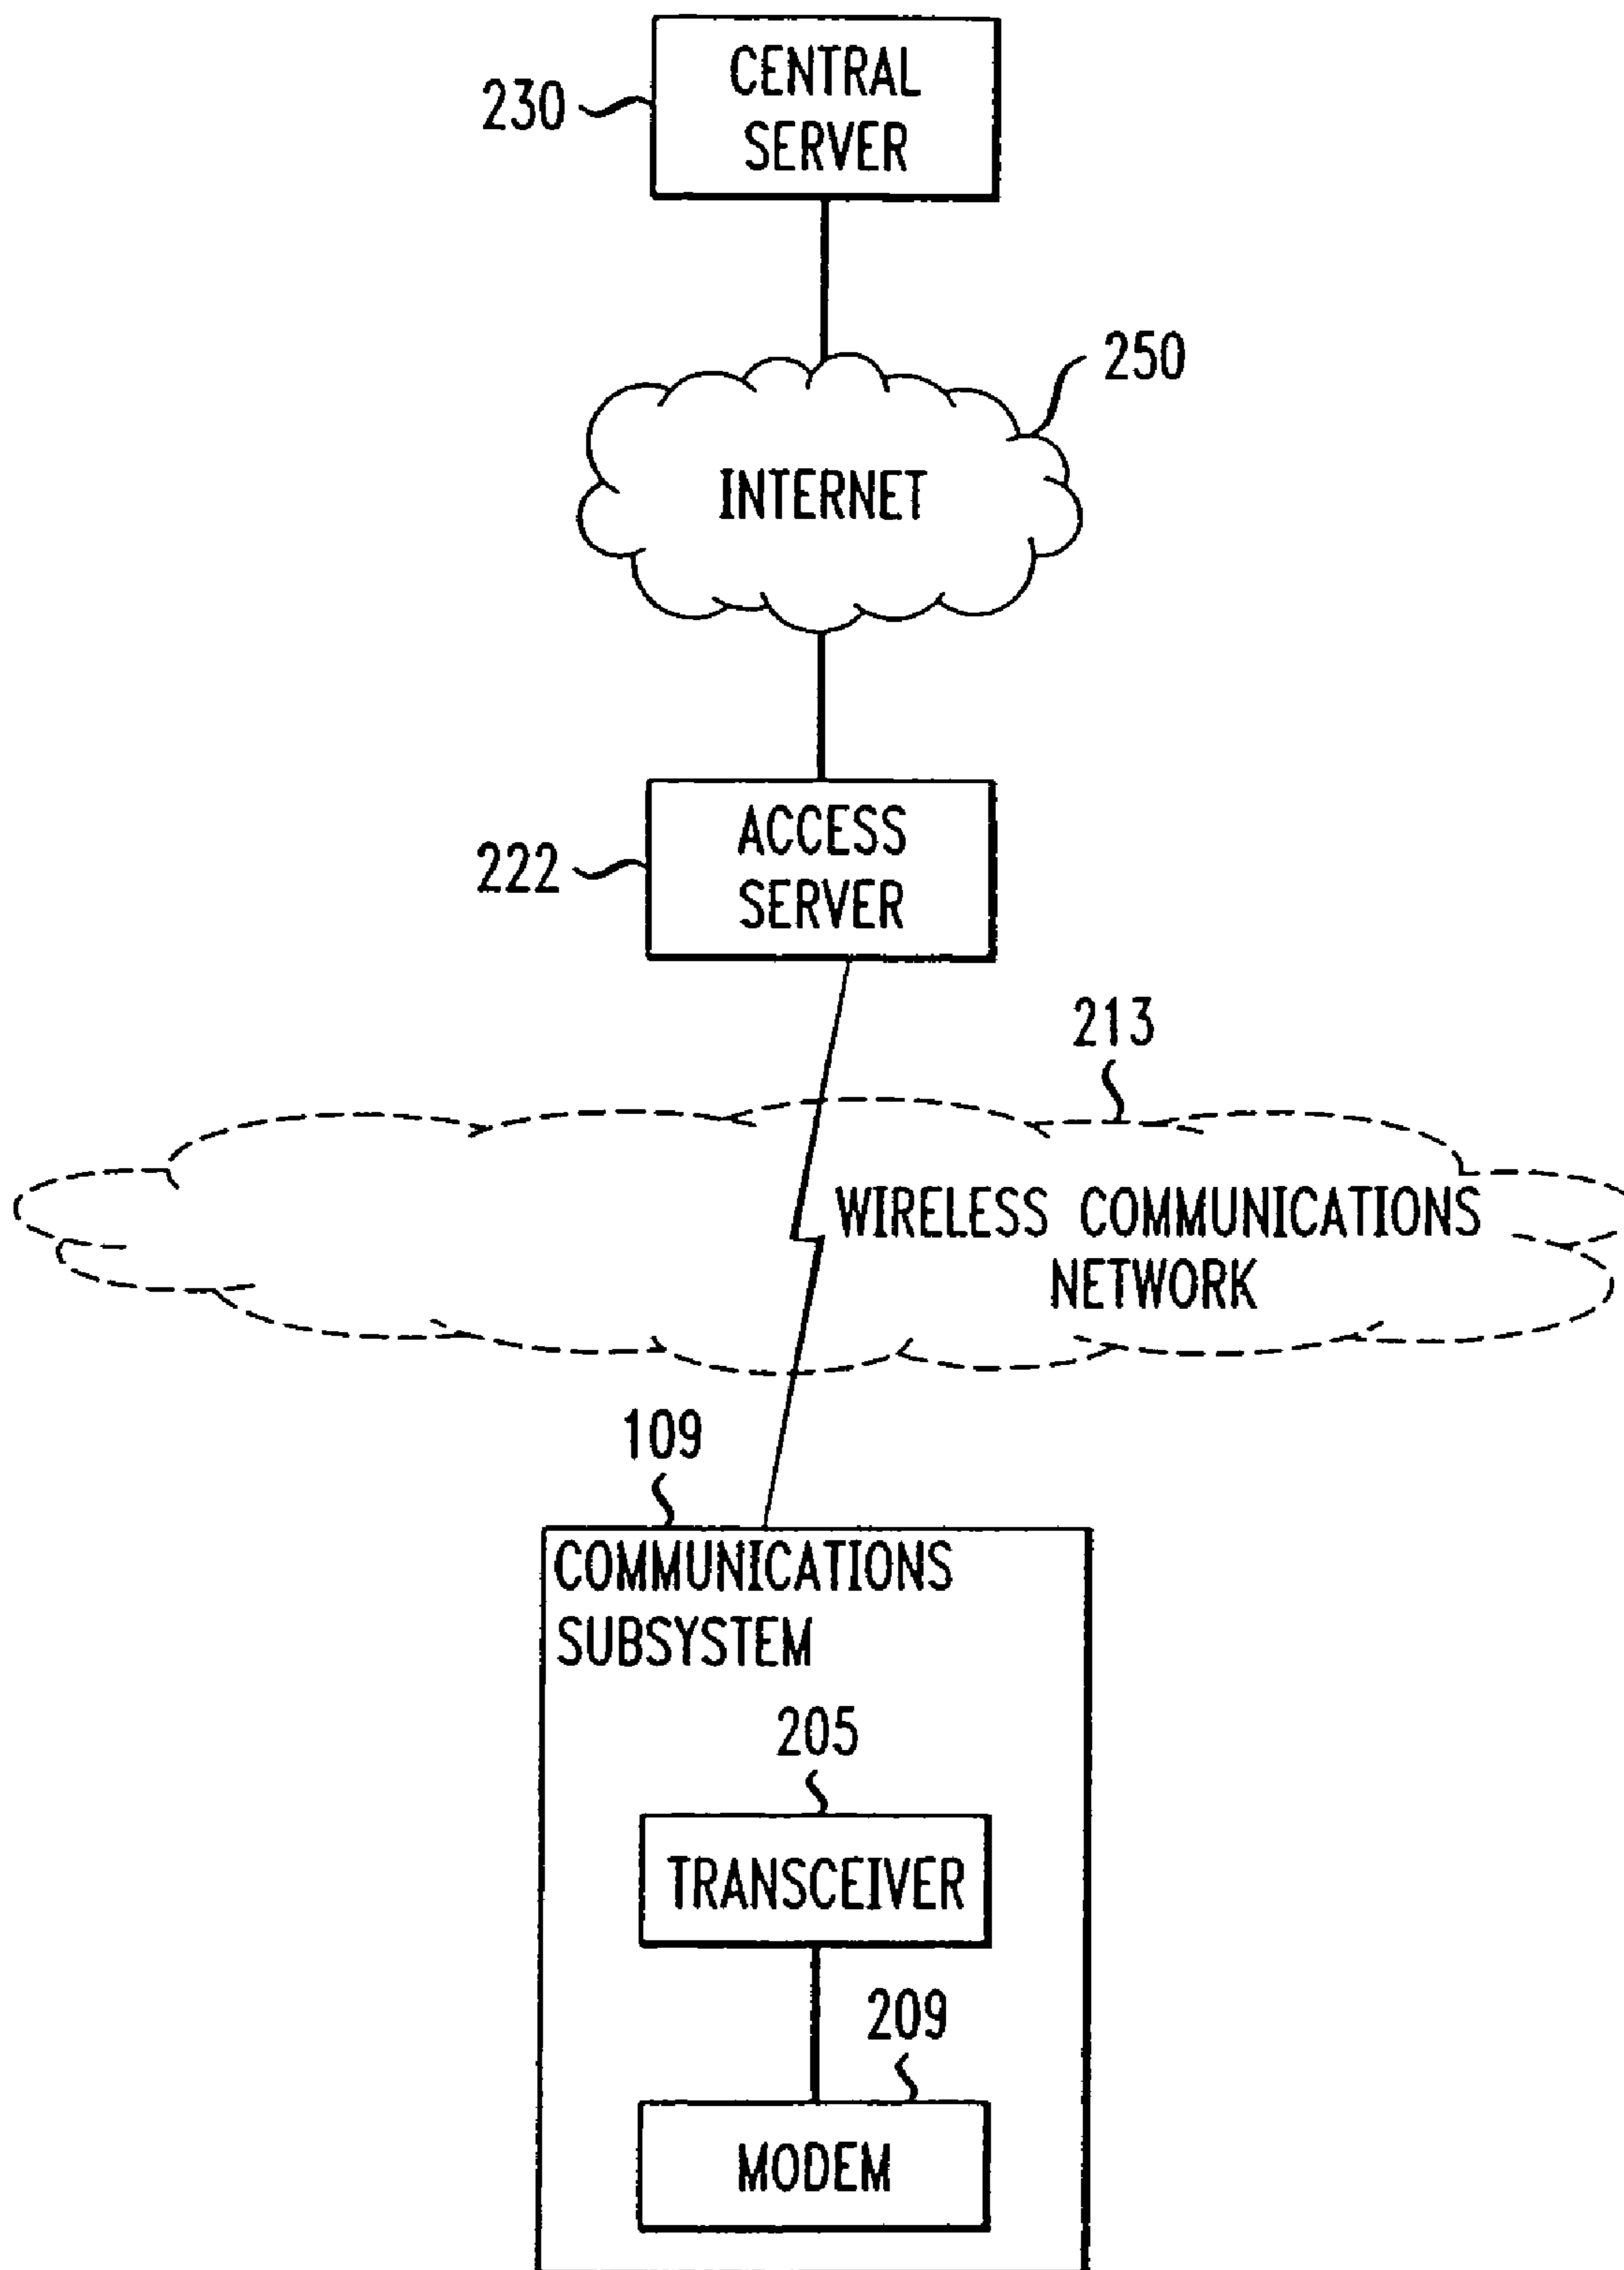 CENTRAL
SERVER
230
250
INTERNET
ACCESS
SERVER
222
213
WIRELESS COMMUNICATIONS
NETWORK
109
COMMUNICATIONS
SUBSYSTEM
205
TRANSCEIVER
209
MODEM